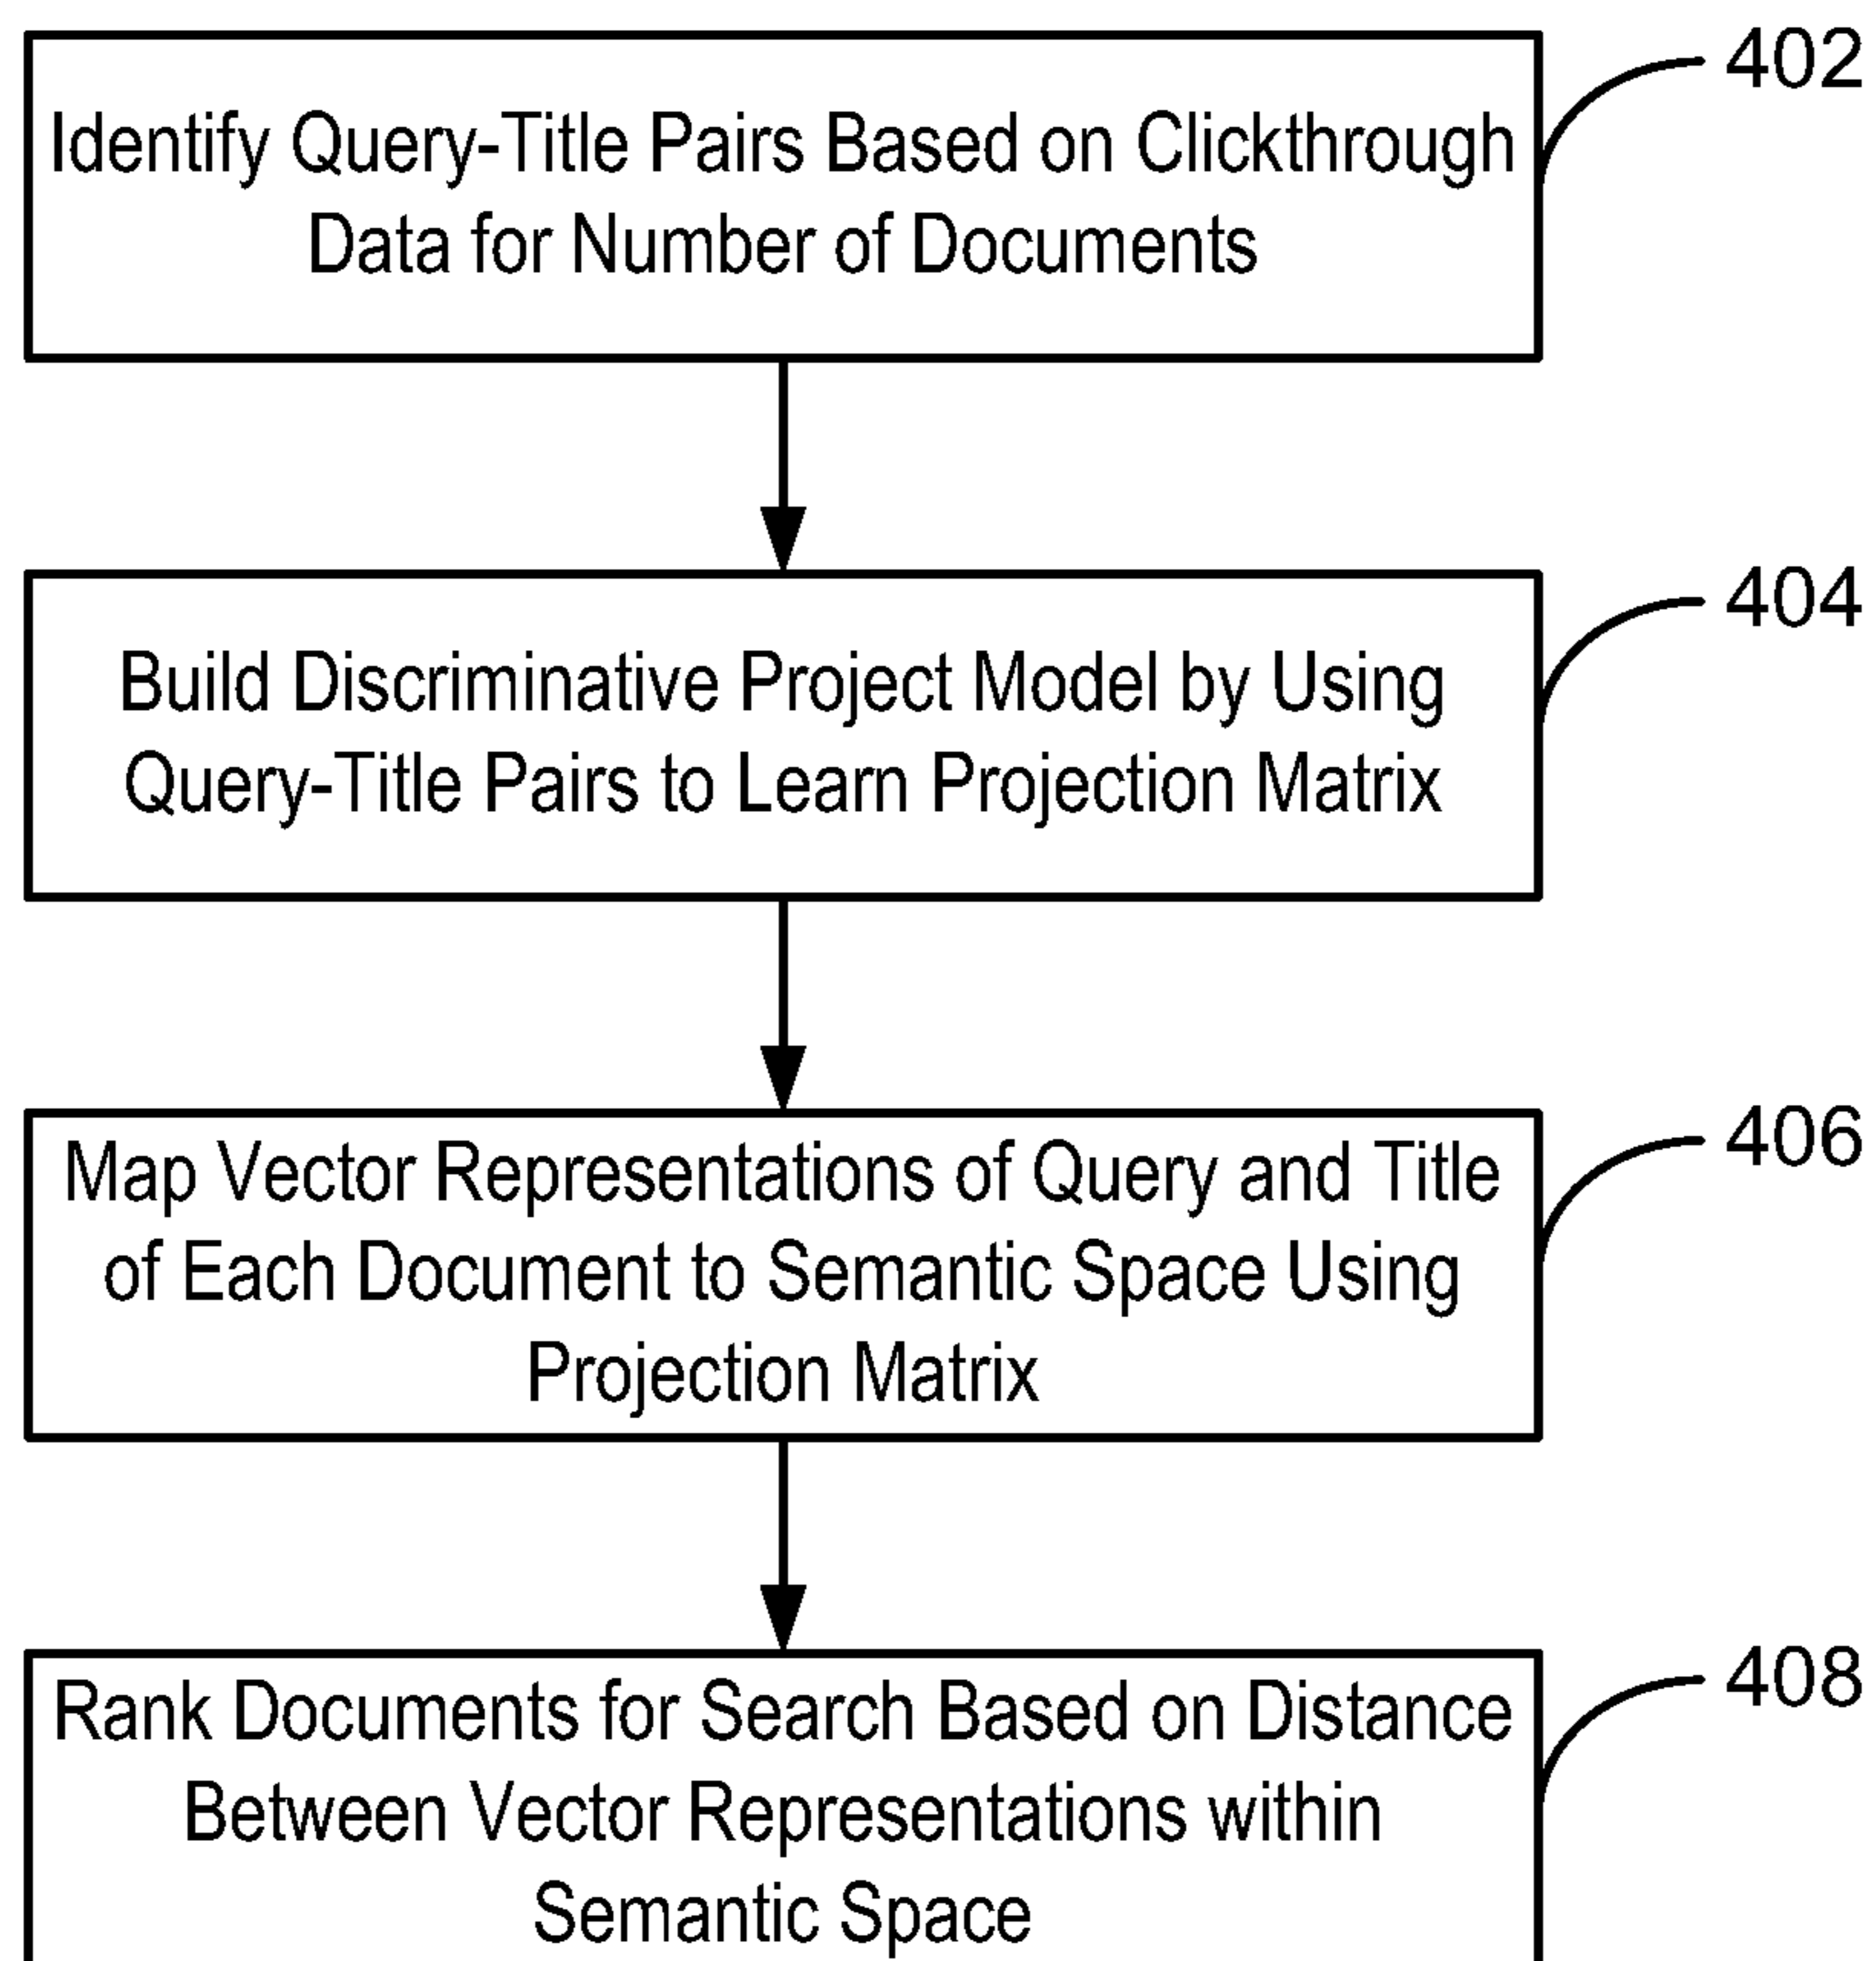 402
Identify Query-Title Pairs Based on Clickthrough
Data for Number of Documents
404
Build Discriminative Project Model by Using
Query-Title Pairs to Learn Projection Matrix
406
Map Vector Representations of Query and Title
of Each Document to Semantic Space Using
Projection Matrix
408
Rank Documents for Search Based on Distance
Between Vector Representations within
Semantic Space